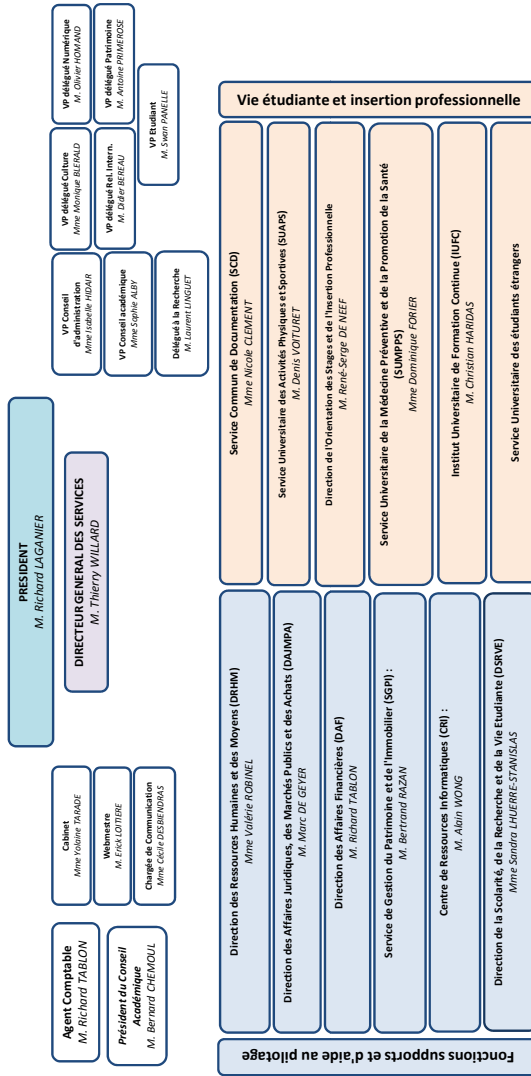 PRESIDENT
M. Richard LAGANIER
DIRECTEUR GENERAL DES SERVICES
M. Thierry WILLARD
Agent Comptable
M. Richard TABLON
Président du Conseil
Académique
M. Bernard CHEMOUL
Cabinet
Mme Yolaine TARADE
Webmestre
M. Erick LOITIERE
Chargée de Communication
Mme Cécile DESBIENDRAS
VP Conseil
d'administration
Mme Isabelle HIDAIR
VP Conseil académique
Mme Sophie ALBY
Délégué à la Recherche
M. Laurent LINGUET
VP délégué Culture
Mme Monique BLERALD
VP délégué Rel. Intern.
M. Didier BEREAU
VP délégué Numérique
M. Olivier HOMAND
VP délégué Patrimoine
M. Antoine PRIMEROSE
VP Etudiant
M. Swan PANELLE
Fonctions supports et d'aide au pilotage
Direction des Ressources Humaines et des Moyens (DRHM)
Mme Valérie ROBINEL
Direction des Affaires Juridiques, des Marchés Publics et des Achats (DAJMPA)
M. Marc DE GEYER
Direction des Affaires Financières (DAF)
M. Richard TABLON
Service de Gestion du Patrimoine et de l'Immobilier (SGPI) :
M. Bertrand RAZAN
Centre de Ressources Informatiques (CRI) :
M. Alain WONG
Direction de la Scolarité, de la Recherche et de la Vie Etudiante (DSRVE)
Mme Sandra LHUERRE-STANISLAS
Vie étudiante et insertion professionnelle
Service Commun de Documentation (SCD)
Mme Nicole CLEMENT
Service Universitaire des Activités Physiques et Sportives (SUAPS)
M. Denis VOITURET
Direction de l'Orientation des Stages et de l'Insertion Professionnelle
M. René-Serge DE NEEF
Service Universitaire de la Médecine Préventive et de la Promotion de la Santé
(SUMPPS)
Mme Dominique FORIER
Institut Universitaire de Formation Continue (IUFC)
M. Christian HARIDAS
Service Universitaire des étudiants étrangers